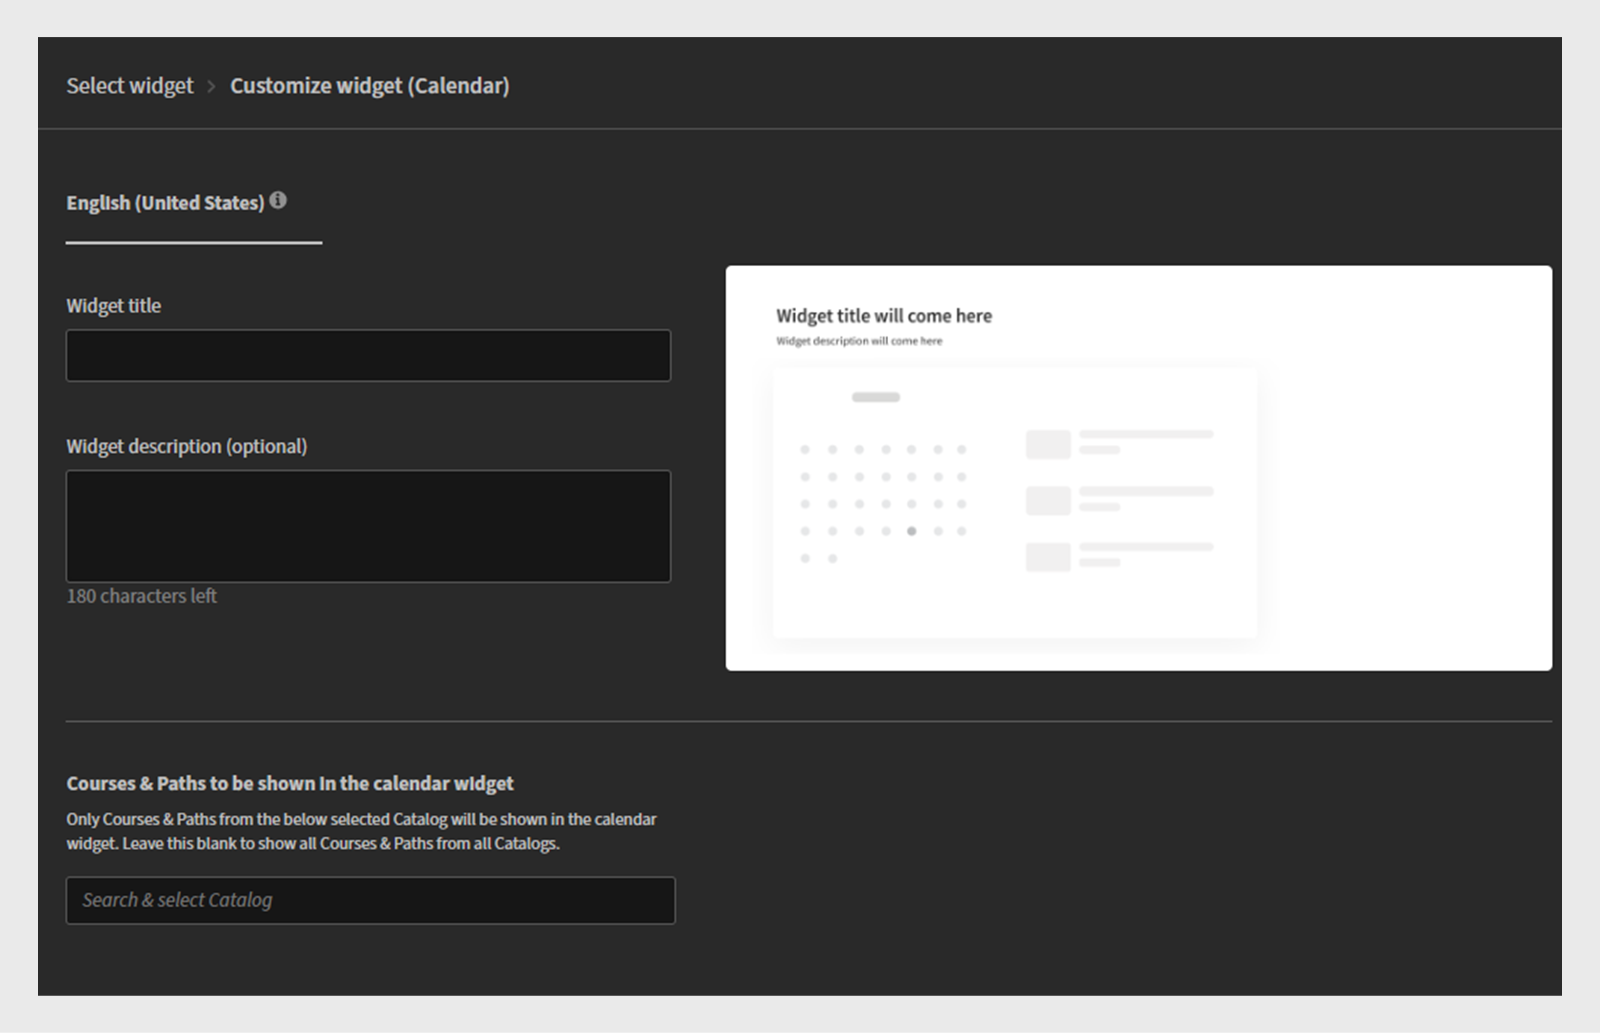 Select widget > Customize widget (Calendar)
English (United States)
Widget title
Widget title will come here
Widget description will come here
Widget description (optional)
180 characters left
Courses & Paths to be shown in the calendar widget
Only Courses & Paths from the below selected Catalog will be shown in the calendar
widget. Leave this blank to show all Courses & Paths from all Catalogs.
Search & select Catalog